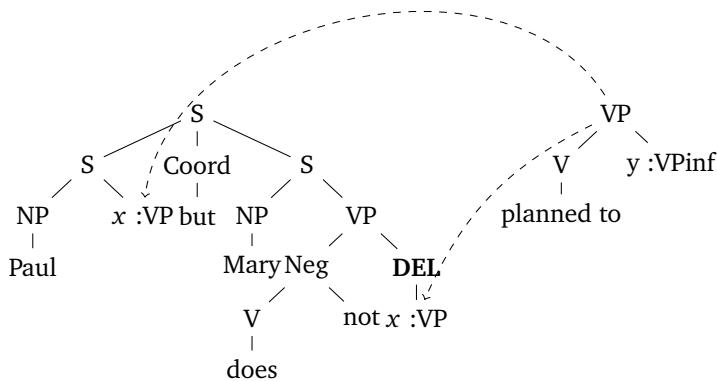 S VP
S Coord S V y :VPinf
NP x :VP but NP VP planned to
Paul Mary Neg DEL
V not x :VP
does